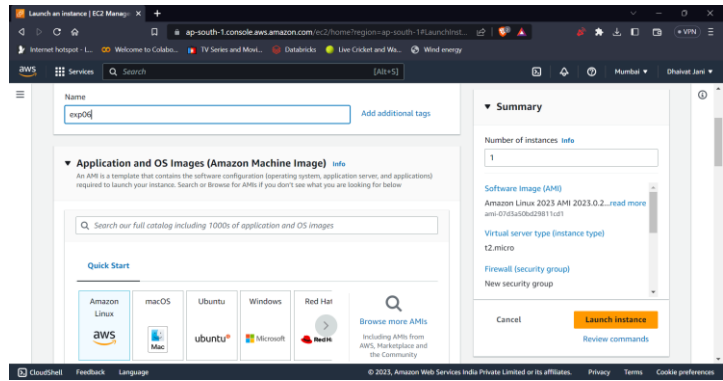 Launch an instance | EC2 Manage
ap-south-1.console.aws.amazon.com/ec2/home?region=ap-south-1#LaunchInst...
VPN
Internet hotspot - L...
Welcome to Colabo...
TV Series and Movi...
Databricks
Live Cricket and Wa...
Wind energy
aws
Services
Search
[Alt+S]
Mumbai
Dhaivat Jani
Name
exp06
Add additional tags
Application and OS Images (Amazon Machine Image) Info
An AMI is a template that contains the software configuration (operating system, application server, and applications)
required to launch your instance. Search or Browse for AMIs if you don't see what you are looking for below
Search our full catalog including 1000s of application and OS images
Quick Start
Amazon
Linux
aws
macOS
Mac
Ubuntu
ubuntu®
Windows
Microsoft
Red Hat
Red H
Browse more AMIs
Including AMIs from
AWS, Marketplace and
the Community
Summary
Number of instances Info
1
Software Image (AMI)
Amazon Linux 2023 AMI 2023.0.2...read more
ami-07d3a50bd29811cd1
Virtual server type (instance type)
t2.micro
Firewall (security group)
New security group
Cancel
Launch instance
Review commands
CloudShell
Feedback
Language
© 2023, Amazon Web Services India Private Limited or its affiliates.
Privacy
Terms
Cookie preferences